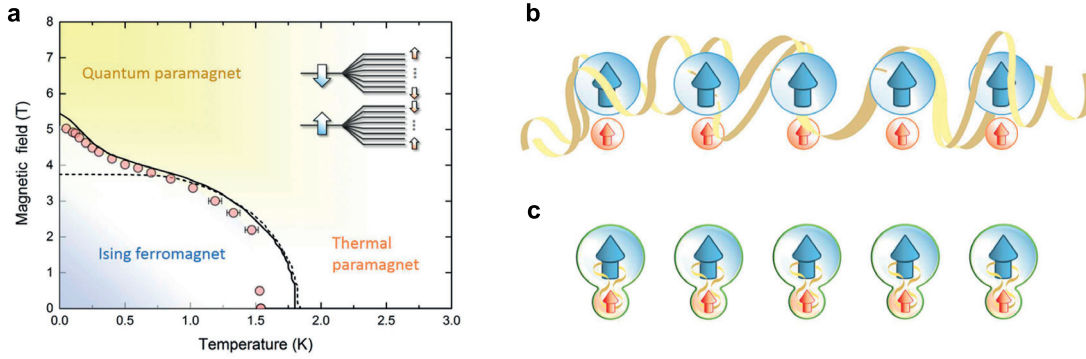 a
8
7
6
5
4
3
2
1
0
Magnetic field (T)
Quantum paramagnet
Ising ferromagnet
Thermal
paramagnet
0.0
0.5
1.0
1.5
2.0
2.5
3.0
Temperature (K)
b
c